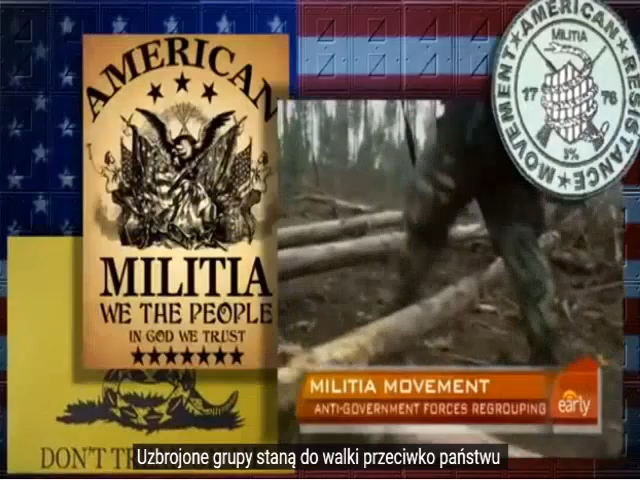 AMERICAN
MILITIA
WE THE PEOPLE
IN GOD WE TRUST
AMERICAN RESISTANCE MOVEMENT
MILITIA
17 76
3%
MILITIA MOVEMENT
ANTI-GOVERNMENT FORCES REGROUPING
early
DON'T
Uzbrojone grupy staną do walki przeciwko państwu